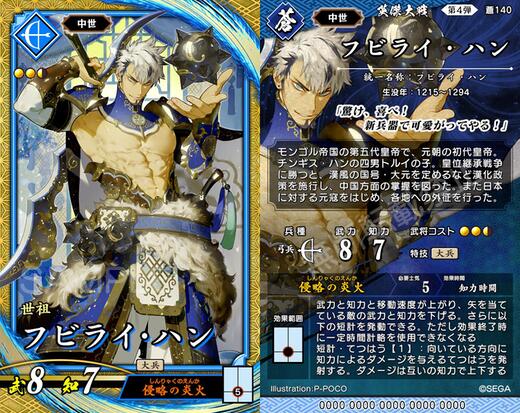 中世
世祖
フビライ・ハン
武8 知7
大兵
しんりゃくのえんか
侵略の炎火
5
蒼
中世
英傑大戦
第4弾
蒼140
フビライ・ハン
統一名称:フビライ・ハン
生没年:1215~1294
「驚け、喜べ!
新兵器で可愛がってやる!」
モンゴル帝国の第五代皇帝で、元朝の初代皇帝。
チンギス・ハンの四男トルイの子。皇位継承戦争
に勝つと、漢風の国号・大元を定めるなど漢化政
策を施行し、中国方面の掌握を図った。また日本
に対する元寇をはじめ、各地への外征を行った。
兵種 武力 知力 武将コスト
弓兵 8 7
特技 大兵
しんりゃくのえんか 必要士気 効果時間
侵略の炎火 5 知力時間
効果範囲
武力と知力と移動速度が上がり、矢を当
ている敵の武力と知力を下げる。さらに以
下の短計を発動できる。ただし効果終了時
に一定時間計略を使用できなくなる
短計・てつはう【1】:向いている方向に
知力によるダメージを与えるてつはうを発
射する。ダメージは互いの知力で上下する
Illustration:P-POCO
©SEGA
0000 0000 0000 0000 0000